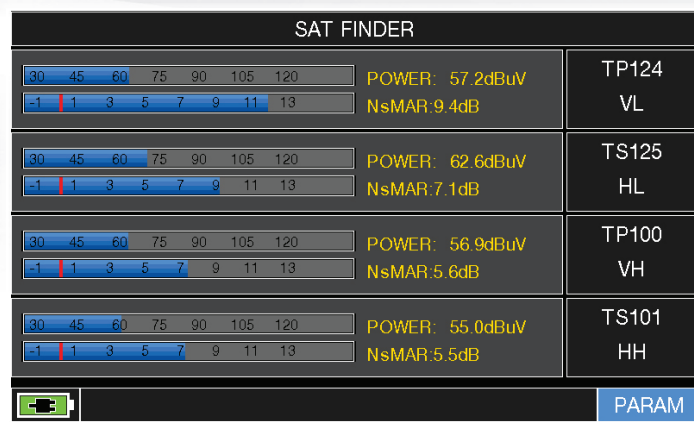 SAT FINDER
30 45 60 75 90 105 120
POWER: 57.2dBuV
-1 1 3 5 7 9 11 13
NsMAR:9.4dB
TP124
VL
30 45 60 75 90 105 120
POWER: 62.6dBuV
-1 1 3 5 7 9 11 13
NsMAR:7.1dB
TS125
HL
30 45 60 75 90 105 120
POWER: 56.9dBuV
-1 1 3 5 7 9 11 13
NsMAR:5.6dB
TP100
VH
30 45 60 75 90 105 120
POWER: 55.0dBuV
-1 1 3 5 7 9 11 13
NsMAR:5.5dB
TS101
HH
PARAM